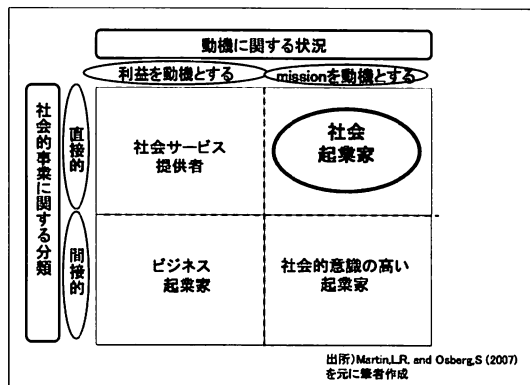 動機に関する状況
利益を動機とする
missionを動機とする
社会的事業に関する分類
直接的
社会サービス
提供者
社会
起業家
間接的
ビジネス
起業家
社会的意識の高い
起業家
出所)Martin,L.R. and Osberg,S (2007)
を元に筆者作成